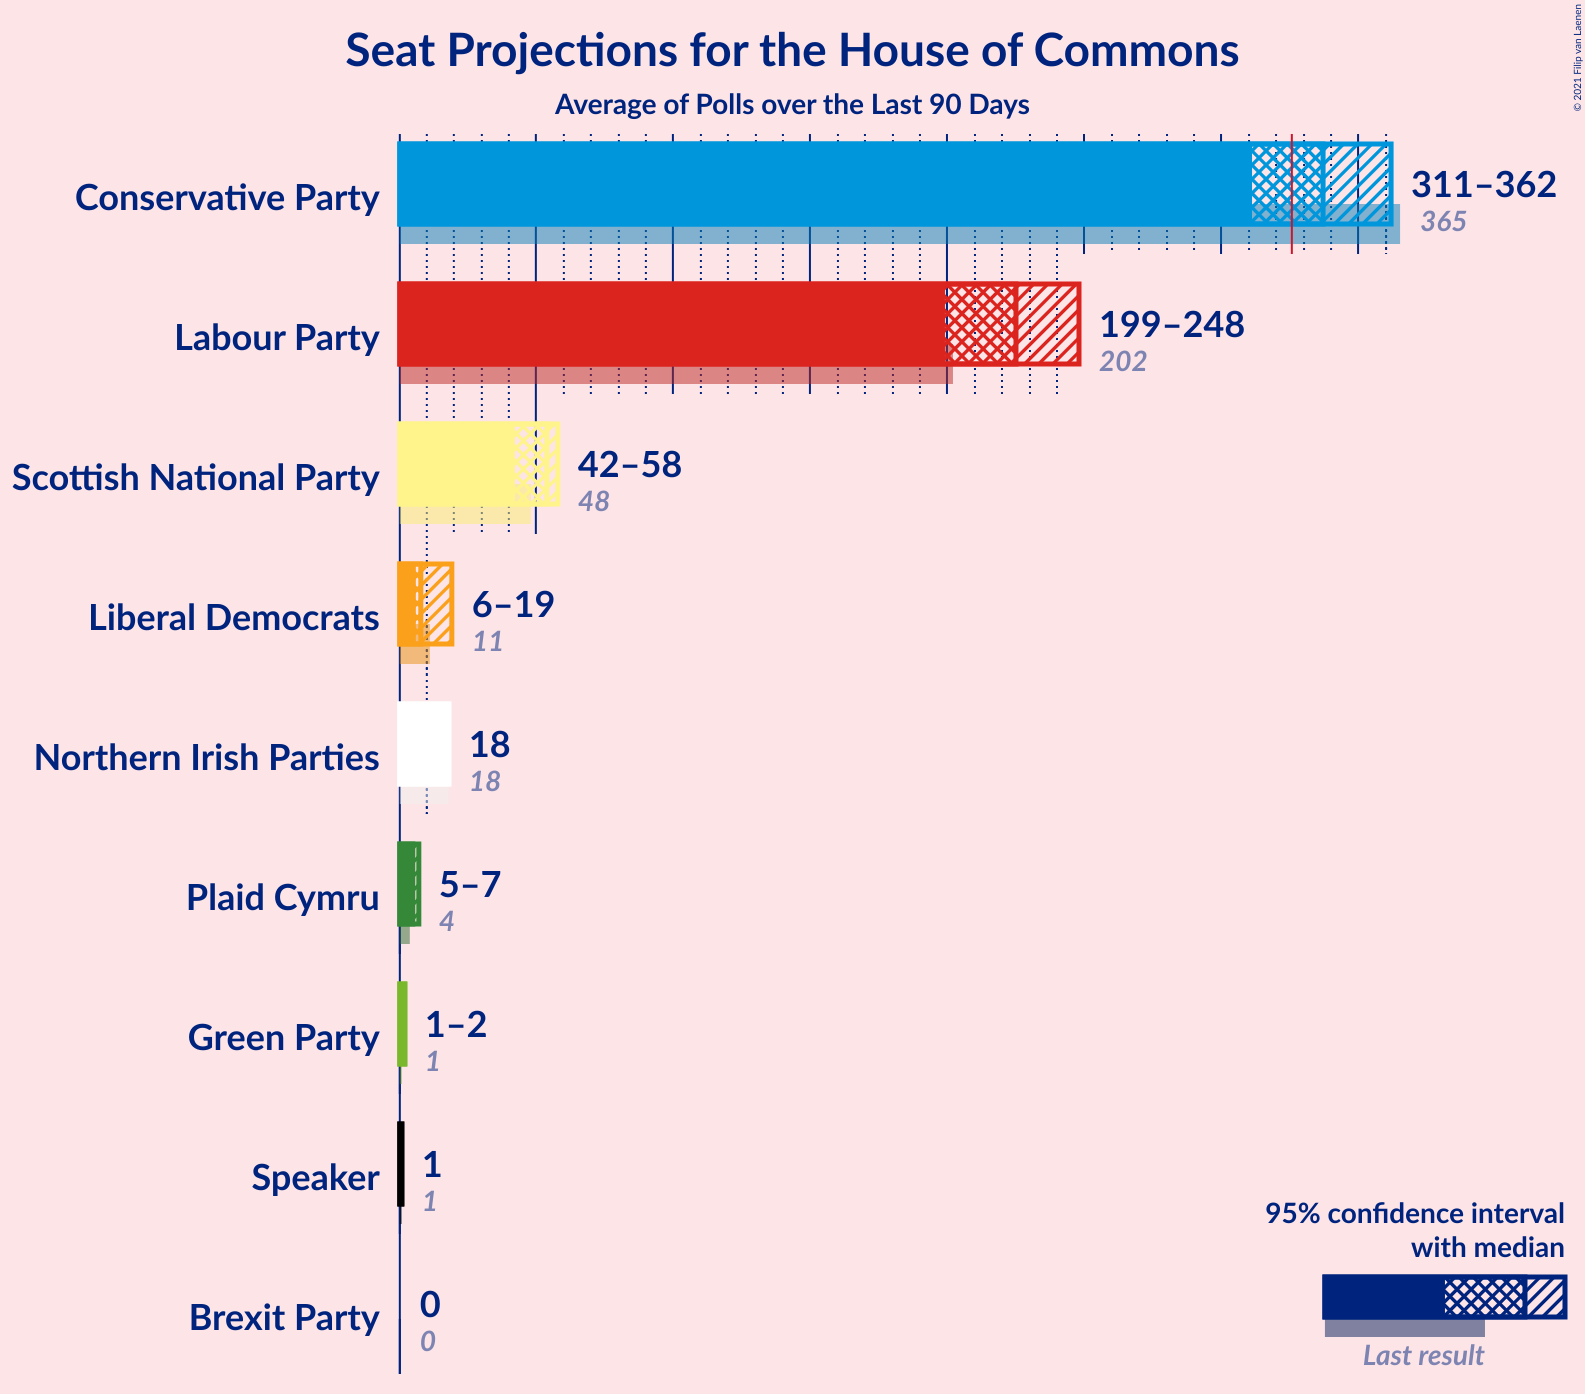 Seat Projections for the House of Commons
Average of Polls over the Last 90 Days
© 2021 Filip van Laenen
Conservative Party
311–362
365
Labour Party
199–248
202
Scottish National Party
42–58
48
Liberal Democrats
6–19
11
Northern Irish Parties
18
18
Plaid Cymru
5–7
4
Green Party
1–2
1
Speaker
1
1
Brexit Party
0
0
95% confidence interval
with median
Last result